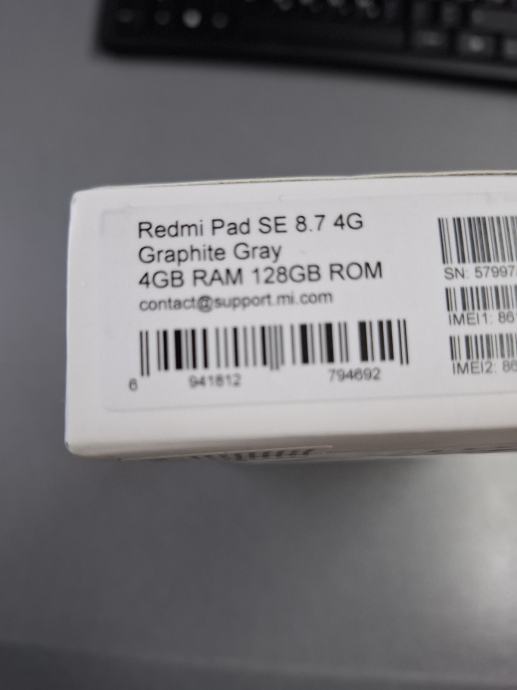 Redmi Pad SE 8.7 4G
Graphite Gray
4GB RAM 128GB ROM
contact@support.mi.com
6 941812 794692
SN: 57997
IMEI1: 86
IMEI2: 86